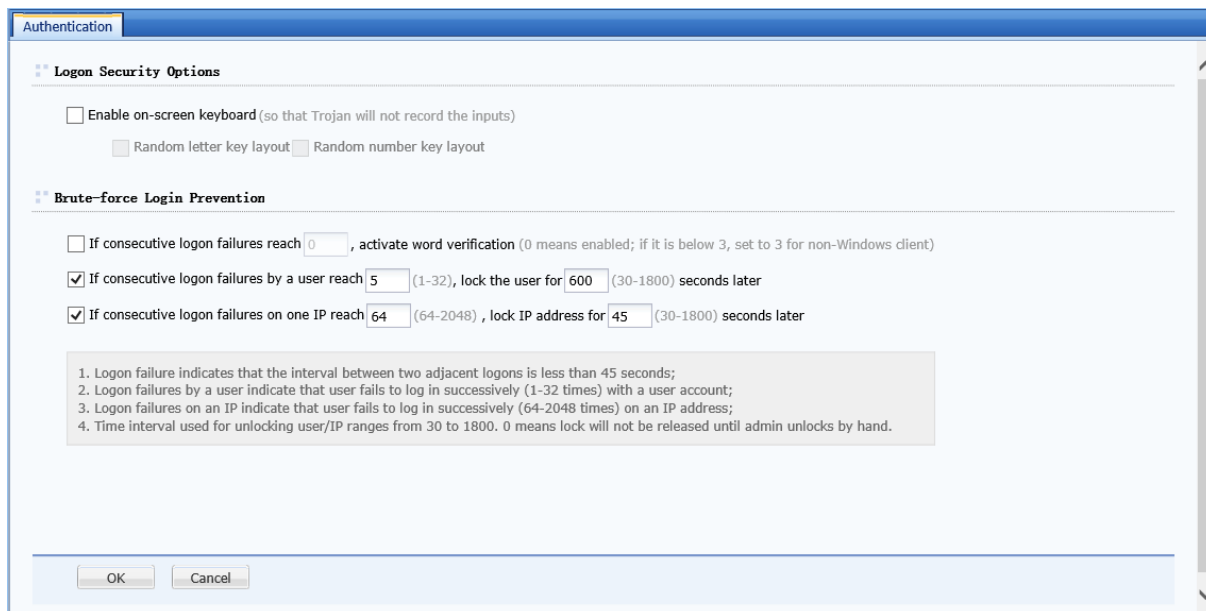 Authentication
Logon Security Options
Enable on-screen keyboard (so that Trojan will not record the inputs)
Random letter key layout Random number key layout
Brute-force Login Prevention
If consecutive logon failures reach 0 , activate word verification (0 means enabled; if it is below 3, set to 3 for non-Windows client)
If consecutive logon failures by a user reach 5 (1-32), lock the user for 600 (30-1800) seconds later
If consecutive logon failures on one IP reach 64 (64-2048) , lock IP address for 45 (30-1800) seconds later
1. Logon failure indicates that the interval between two adjacent logons is less than 45 seconds;
2. Logon failures by a user indicate that user fails to log in successively (1-32 times) with a user account;
3. Logon failures on an IP indicate that user fails to log in successively (64-2048 times) on an IP address;
4. Time interval used for unlocking user/IP ranges from 30 to 1800. 0 means lock will not be released until admin unlocks by hand.
OK Cancel